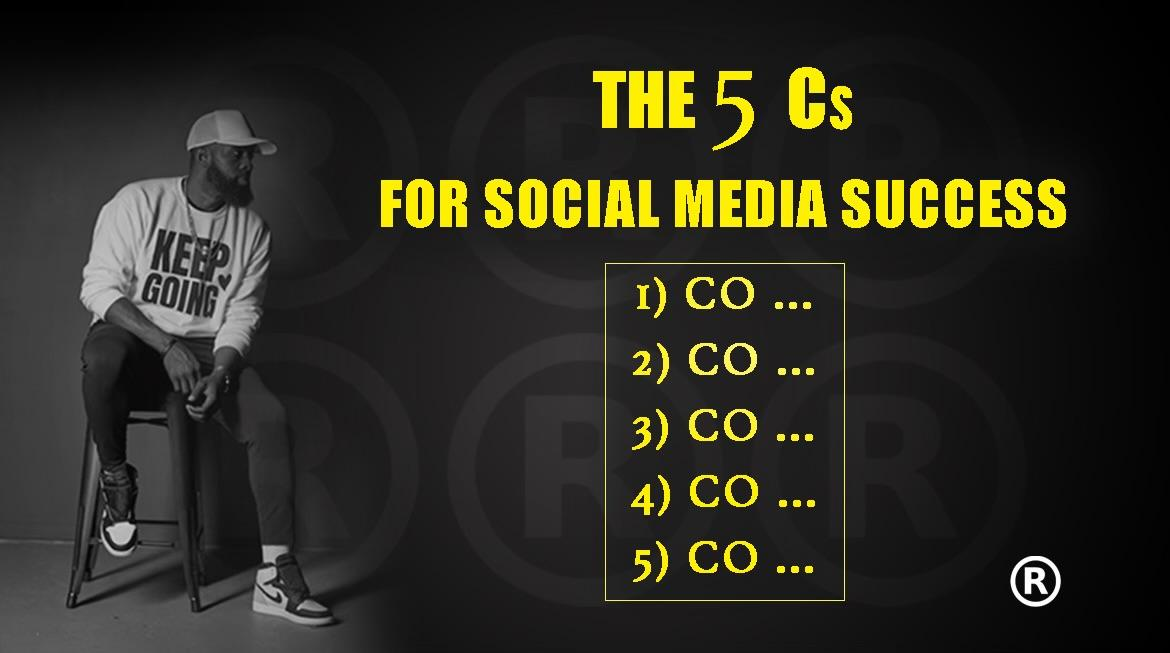 THE 5 Cs
FOR SOCIAL MEDIA SUCCESS
KEEP
GOING
1) CO ...
2) CO ...
3) CO ...
4) CO ...
5) CO ...
®